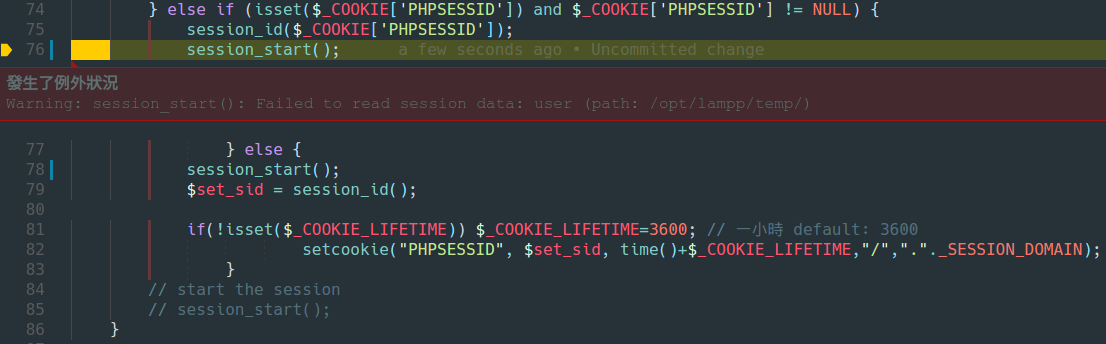 74 } else if (isset($_COOKIE['PHPSESSID']) and $_COOKIE['PHPSESSID'] != NULL) {
75 session_id($_COOKIE['PHPSESSID']);
76 session_start(); a few seconds ago • Uncommitted change
發生了例外狀況
Warning: session_start(): Failed to read session data: user (path: /opt/lampp/temp/)
77 } else {
78 session_start();
79 $set_sid = session_id();
80
81 if(!isset($_COOKIE_LIFETIME)) $_COOKIE_LIFETIME=3600; // 一小時 default: 3600
82 setcookie("PHPSESSID", $set_sid, time()+$_COOKIE_LIFETIME,"/","."._SESSION_DOMAIN);
83 }
84 // start the session
85 // session_start();
86 }